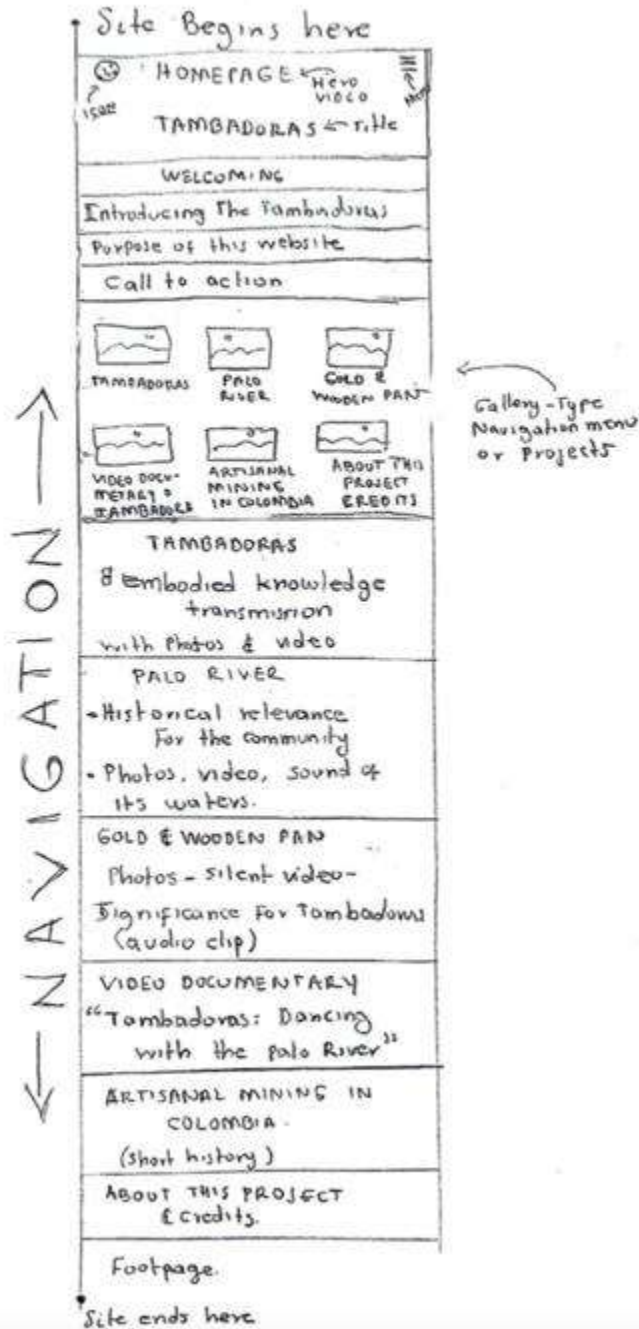 Site Begins here
HOMEPAGE
Hero
VIDEO
TAMBADORAS ← title
WELCOMING
Introducing The Tambadoras
Purpose of this website
Call to action
TAMBADORAS
PALO
RIVER
GOLD &
WOODEN PAN
VIDEO DOCU-
METARY
TAMBADORA
ARTISANAL
MINING
IN COLOMBIA
ABOUT THIS
PROJECT
CREDITS
Gallery-Type
Navigation menu
or Projects
NAVIGATION
TAMBADORAS
embodied knowledge
transmission
with Photos & video
PALO RIVER
- Historical relevance
For the community
• Photos, video, sound of
its waters.
GOLD & WOODEN PAN
Photos - silent video -
Significance For Tambadoras
(audio clip)
VIDEO DOCUMENTARY
"Tambadoras: Dancing
with the Palo River"
ARTISANAL MINING IN
COLOMBIA.
(short history)
ABOUT THIS PROJECT
& Credits.
Footpage.
Site ends here